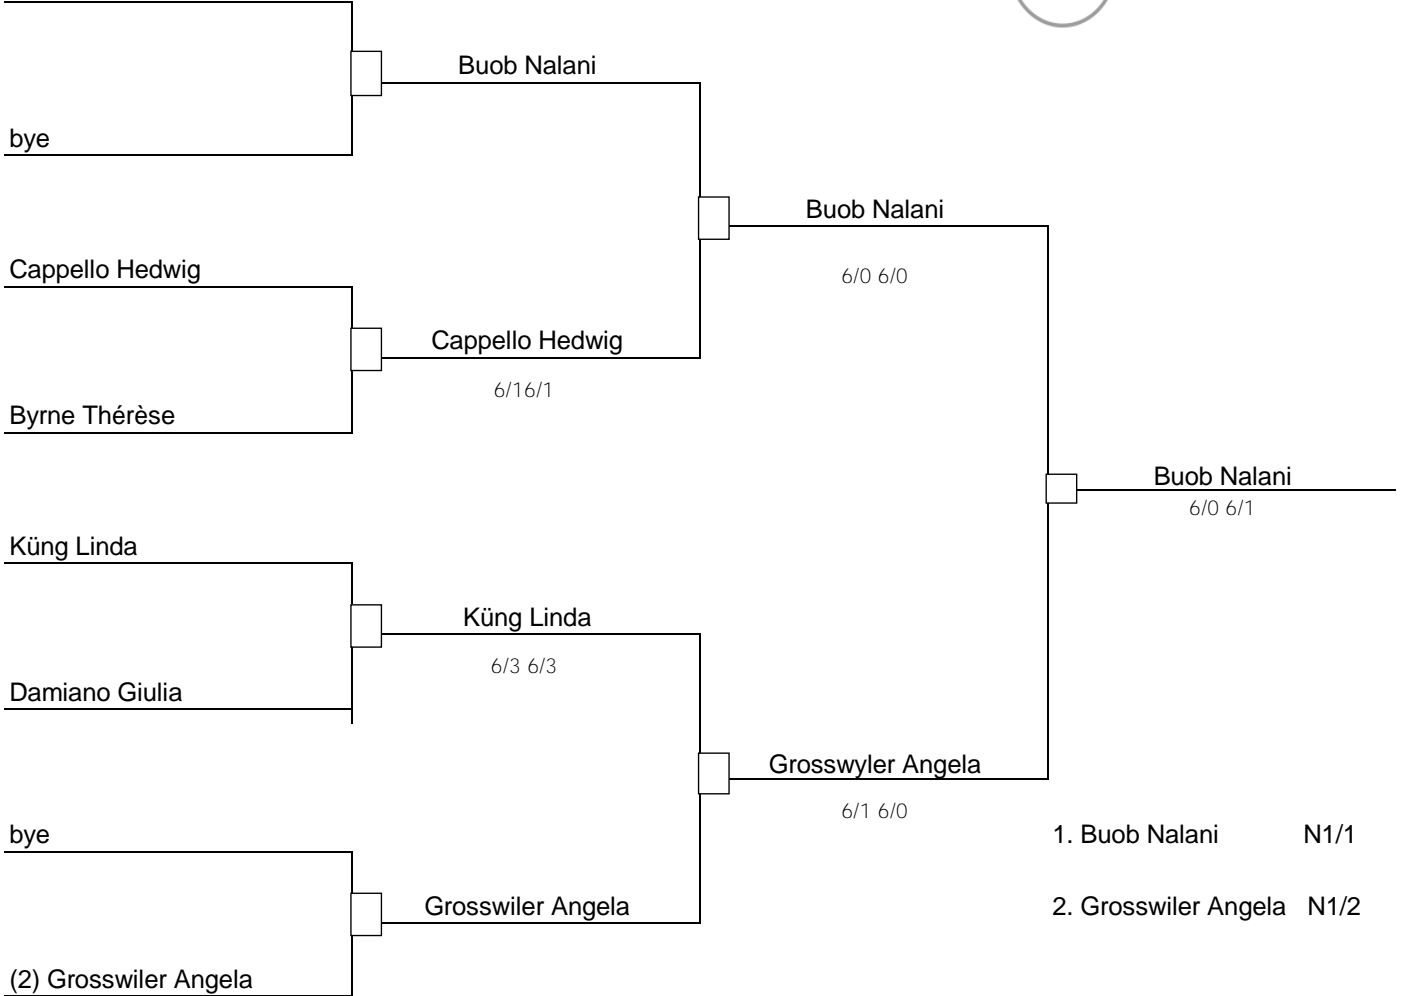 Buob Nalani
bye
Buob Nalani
Cappello Hedwig
6/0 6/0
Cappello Hedwig
6/16/1
Byrne Thérèse
Buob Nalani
6/0 6/1
Küng Linda
Küng Linda
6/3 6/3
Damiano Giulia
Grosswyler Angela
6/1 6/0
bye
1. Buob Nalani N1/1
Grosswiler Angela
2. Grosswiler Angela N1/2
(2) Grosswiler Angela